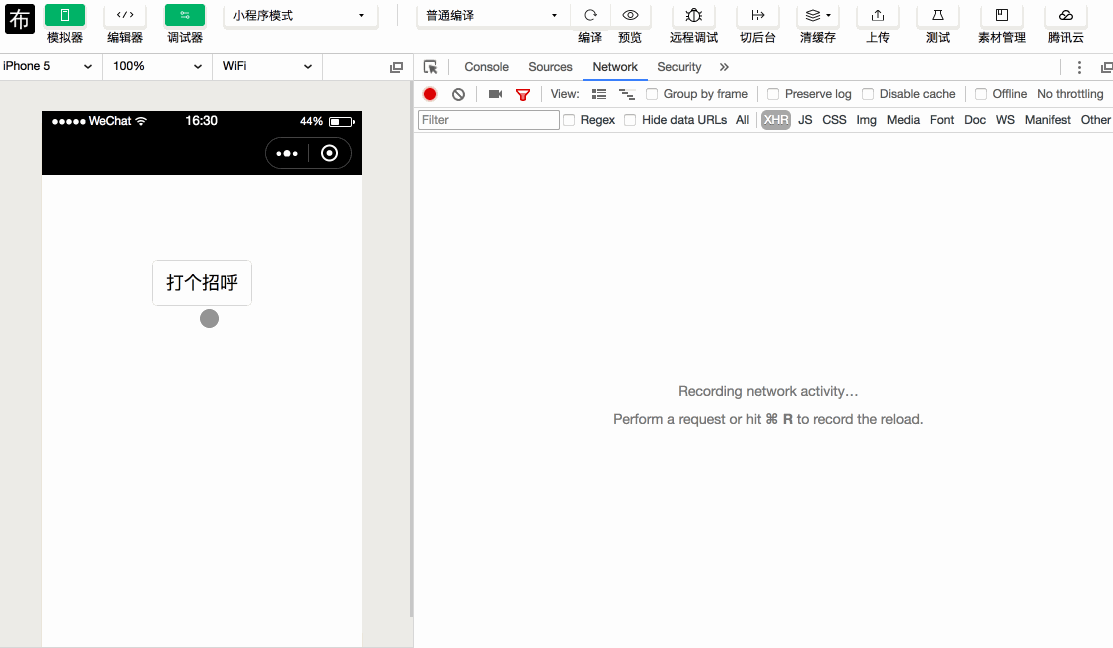 布
模拟器 编辑器 调试器 小程序模式 普通编译 编译 预览 远程调试 切后台 清缓存 上传 测试 素材管理 腾讯云
iPhone 5 100% WiFi
Console Sources Network Security
View: Group by frame Preserve log Disable cache Offline No throttling
Filter Regex Hide data URLs All XHR JS CSS Img Media Font Doc WS Manifest Other
WeChat 16:30 44%
打个招呼
Recording network activity…
Perform a request or hit ⌘ R to record the reload.